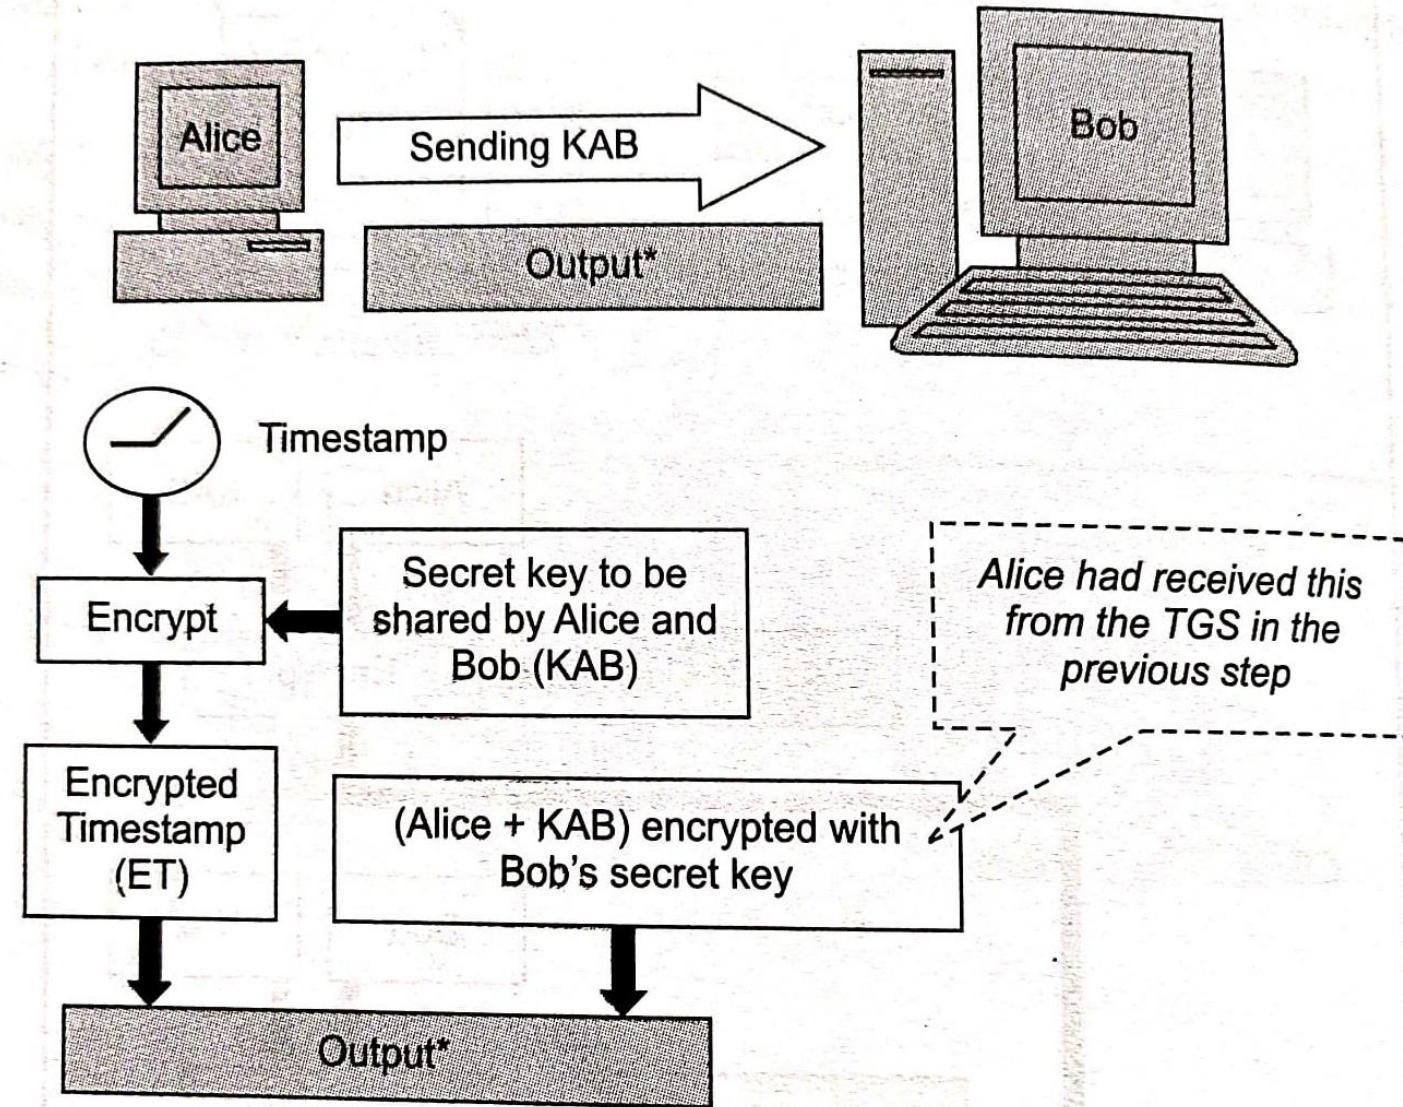 Alice
Sending KAB
Bob
Output*
Timestamp
Encrypt
Secret key to be
shared by Alice and
Bob (KAB)
Alice had received this
from the TGS in the
previous step
Encrypted
Timestamp
(ET)
(Alice + KAB) encrypted with
Bob's secret key
Output*